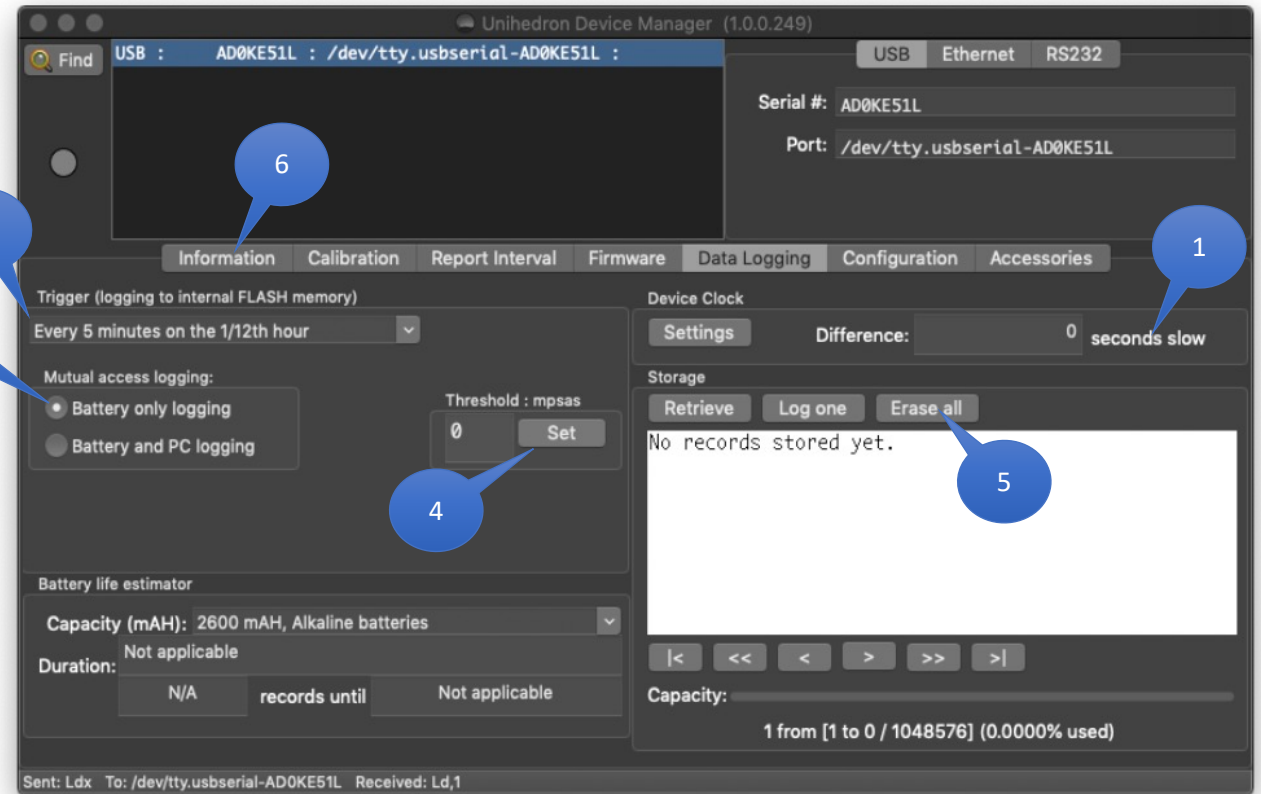 Unihedron Device Manager (1.0.0.249)
Find
USB : AD0KE51L : /dev/tty.usbserial-AD0KE51L :
USB Ethernet RS232
Serial #: AD0KE51L
Port: /dev/tty.usbserial-AD0KE51L
6
1
Information Calibration Report Interval Firmware Data Logging Configuration Accessories
Trigger (logging to internal FLASH memory)
Every 5 minutes on the 1/12th hour
Mutual access logging:
Battery only logging
Battery and PC logging
Threshold : mpsas
0 Set
4
Battery life estimator
Capacity (mAH): 2600 mAH, Alkaline batteries
Duration: Not applicable
N/A records until Not applicable
Device Clock
Settings Difference: 0 seconds slow
Storage
Retrieve Log one Erase all
No records stored yet.
5
|< << < > >> >|
Capacity:
1 from [1 to 0 / 1048576] (0.0000% used)
Sent: Ldx To: /dev/tty.usbserial-AD0KE51L Received: Ld,1